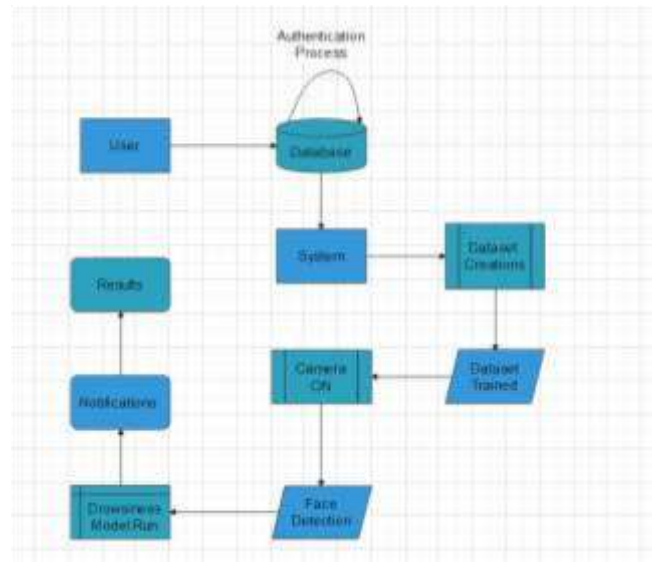 Authentication
Process
User
Database
System
Dataset
Creations
Results
Camera
ON
Dataset
Trained
Notifications
Drowsiness
Model Run
Face
Detection